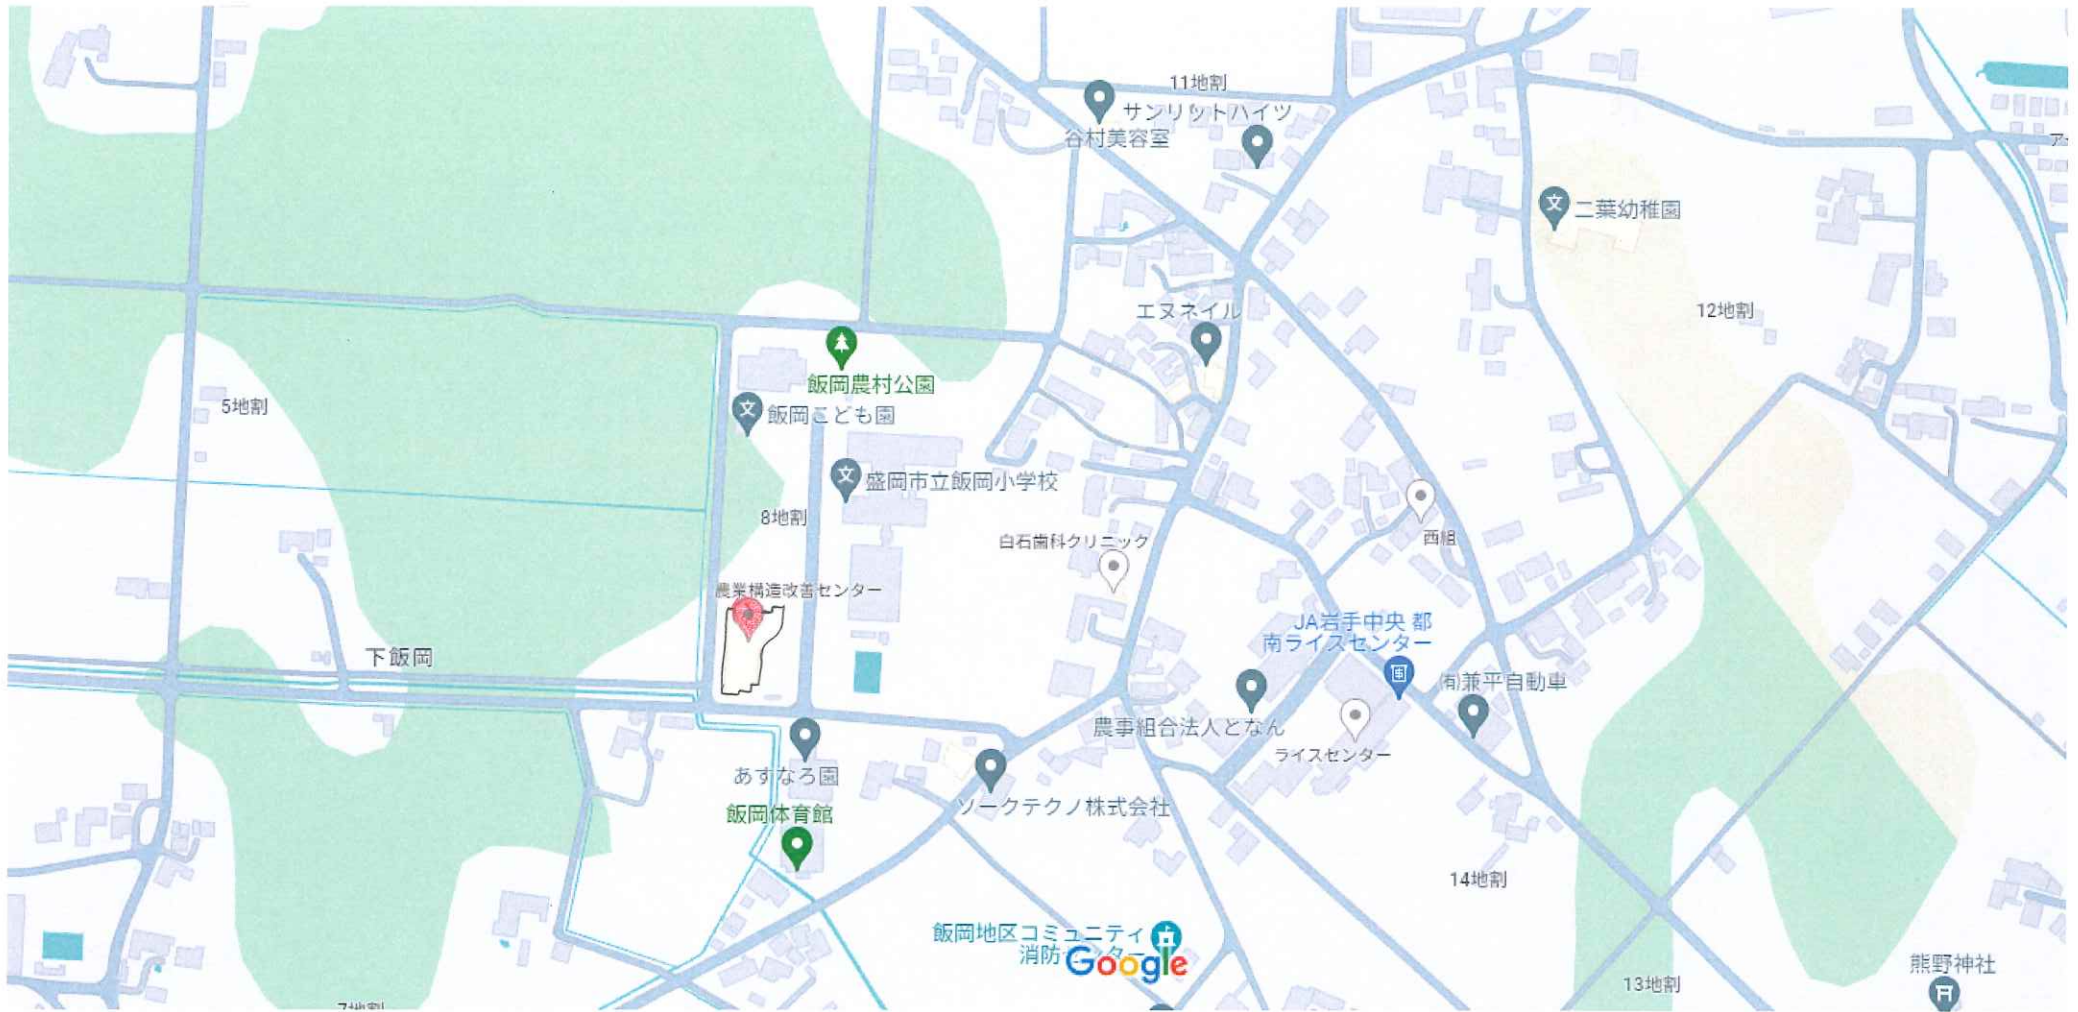 11地割
サンリットハイツ
谷村美容室
二葉幼稚園
エヌネイル
12地割
飯岡農村公園
5地割
飯岡こども園
盛岡市立飯岡小学校
8地割
白石歯科クリニック
西組
農業構造改善センター
JA岩手中央 都
南ライスセンター
下飯岡
㈲兼平自動車
農事組合法人となん
ライスセンター
あすなろ園
ソークテクノ株式会社
飯岡体育館
14地割
飯岡地区コミュニティ
消防センター
Google
熊野神社
13地割
7地割